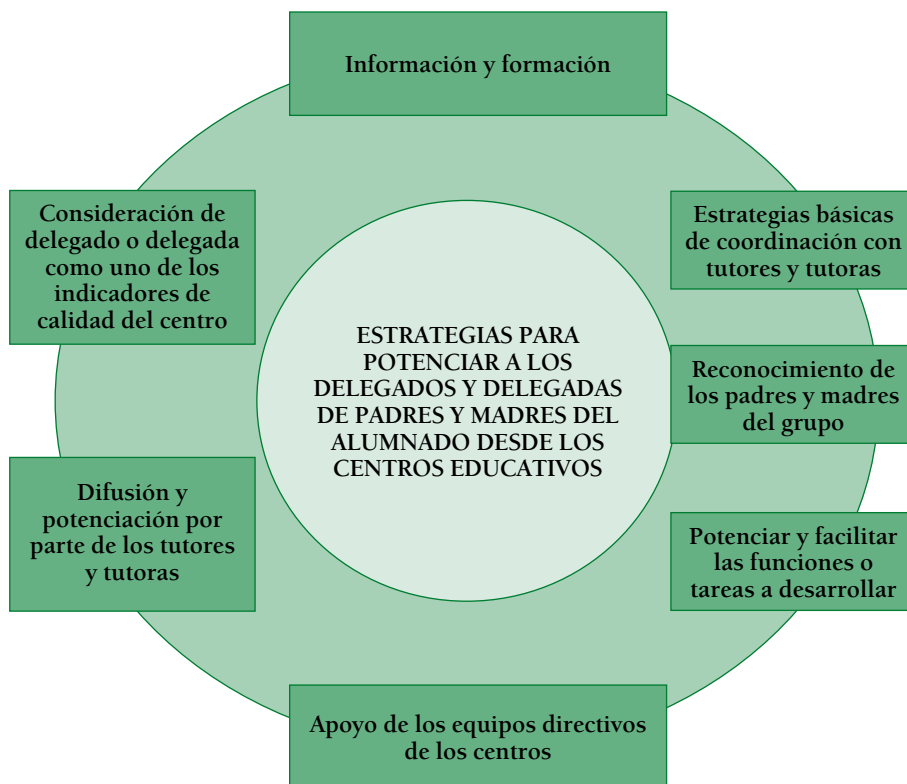 Información y formación
Consideración de
delegado o delegada
como uno de los
indicadores de
calidad del centro
Estrategias básicas
de coordinación con
tutores y tutoras
ESTRATEGIAS PARA
POTENCIAR A LOS
DELEGADOS Y DELEGADAS
DE PADRES Y MADRES DEL
ALUMNADO DESDE LOS
CENTROS EDUCATIVOS
Reconocimiento de
los padres y madres
del grupo
Difusión y
potenciación por
parte de los tutores
y tutoras
Potenciar y facilitar
las funciones o
tareas a desarrollar
Apoyo de los equipos directivos
de los centros